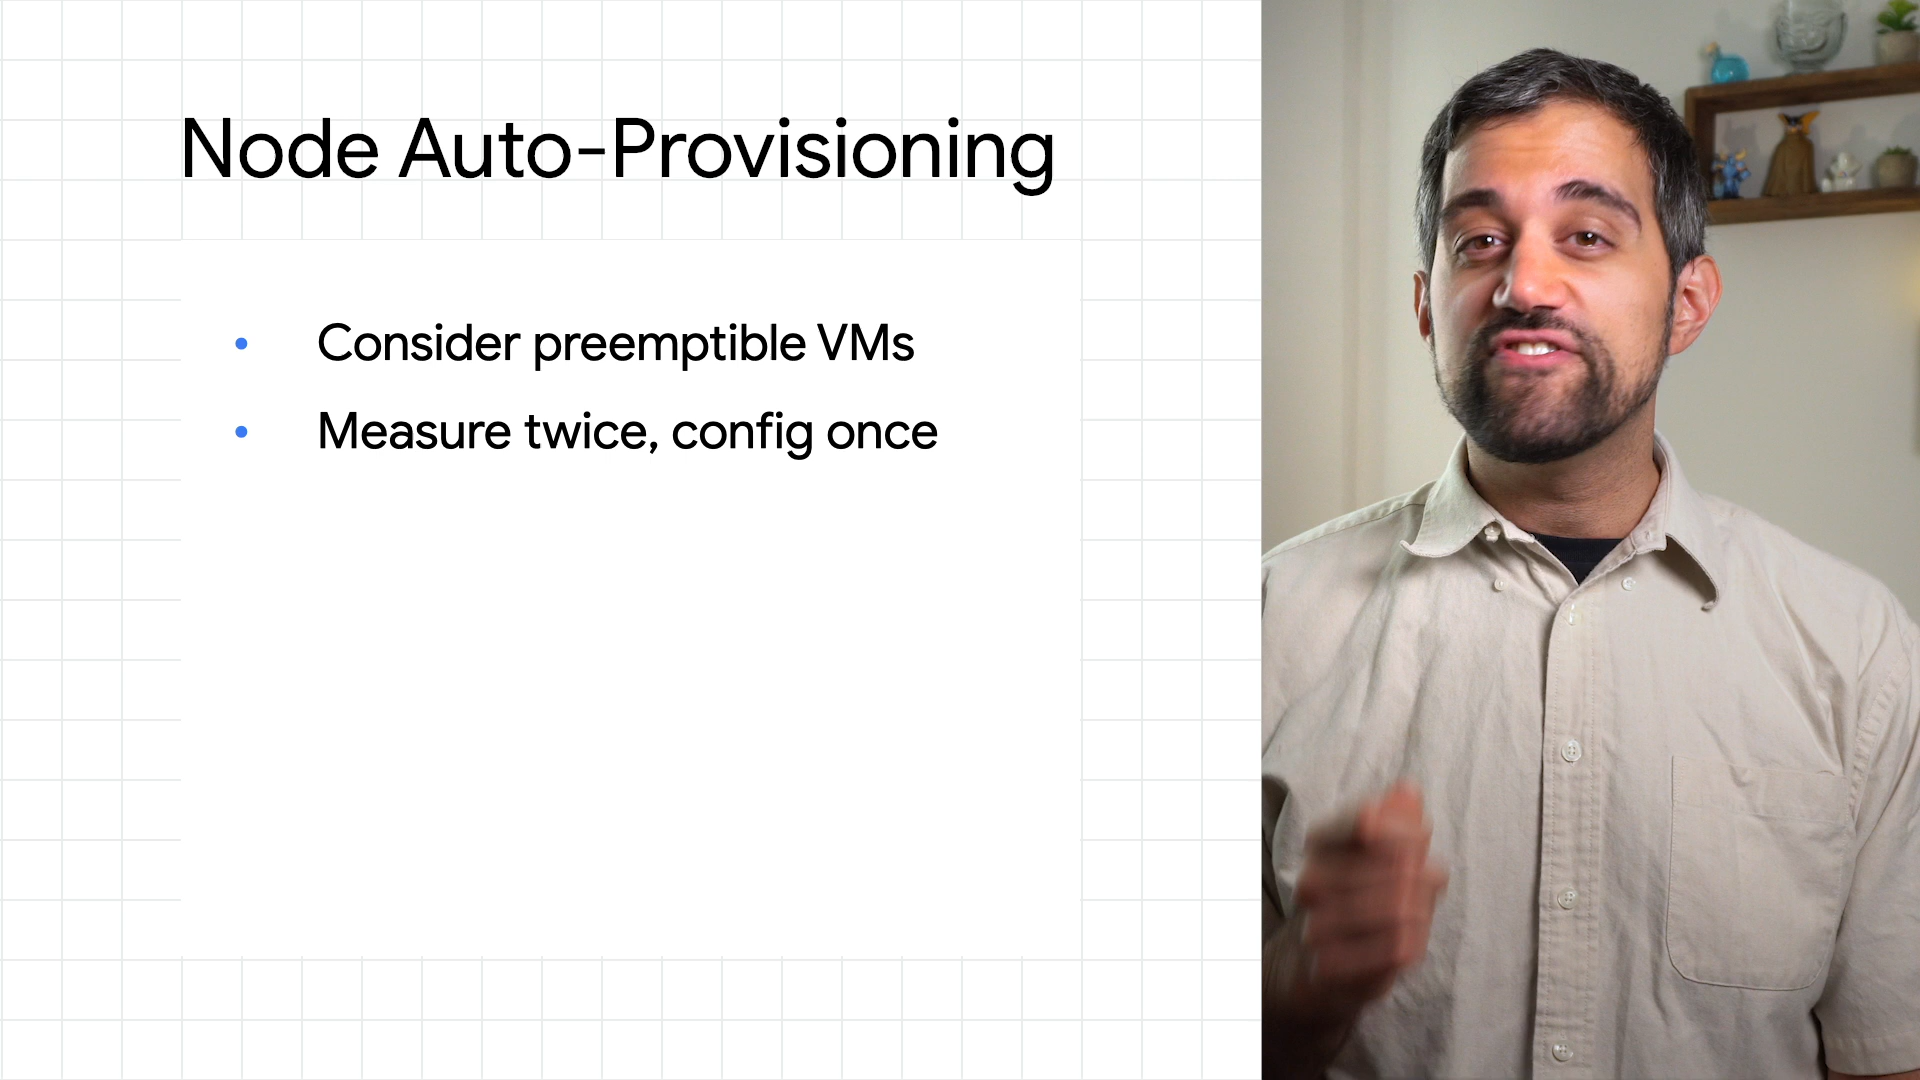 Node Auto-Provisioning
Consider preemptible VMs
Measure twice, config once